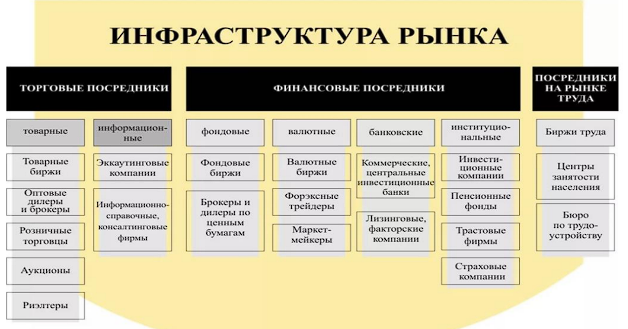 ИНФРАСТРУКТУРА РЫНКА
ТОРГОВЫЕ ПОСРЕДНИКИ
ФИНАНСОВЫЕ ПОСРЕДНИКИ
ПОСРЕДНИКИ
НА РЫНКЕ
ТРУДА
товарные
Товарные
биржи
Оптовые
дилеры
и брокеры
Розничные
торговцы
Аукционы
Риэлтеры
информацион-
ные
Эккаутинговые
компании
Информационно-
справочные,
консалтинговые
фирмы
фондовые
Фондовые
биржи
Брокеры и
дилеры по
ценным
бумагам
валютные
Валютные
биржи
Форэксные
трейдеры
Маркет-
мейкеры
банковские
Коммерческие,
центральные
инвестиционные
банки
Лизинговые,
факторские
компании
институцио-
нальные
Инвести-
ционные
компании
Пенсионные
фонды
Трастовые
фирмы
Страховые
компании
Биржи труда
Центры
занятости
населения
Бюро
по трудо-
устройству